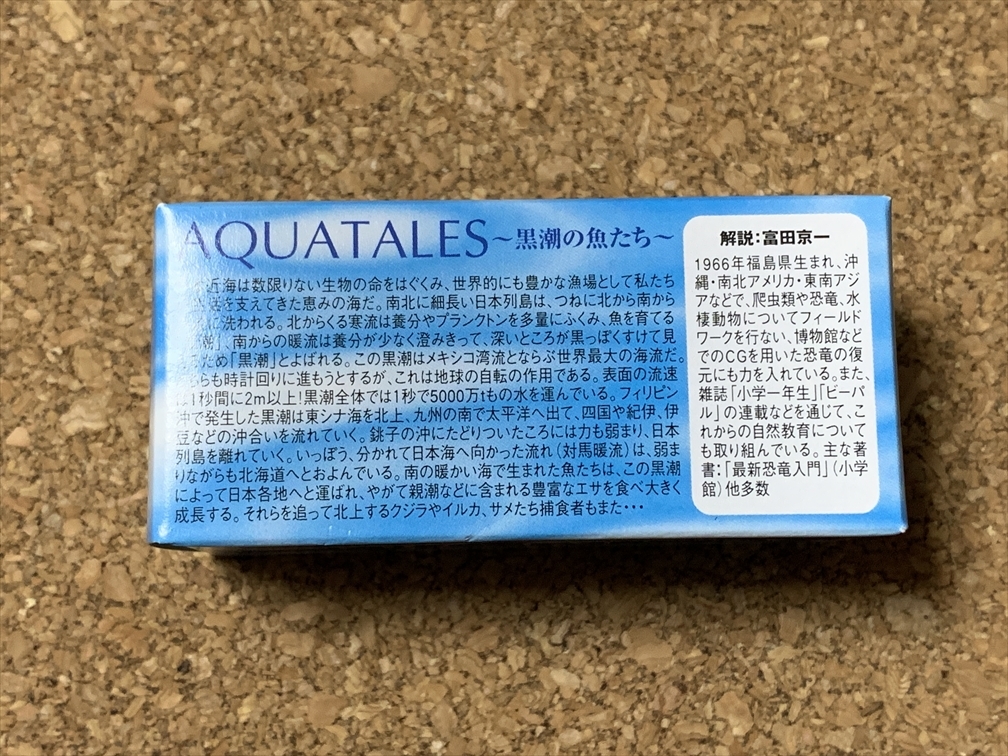 AQUATALES～黒潮の魚たち～
近海は数限りない生物の命をはぐくみ、世界的にも豊かな漁場として私たち
を支えてきた恵みの海だ。南北に細長い日本列島は、つねに北から南から
に洗われる。北からくる寒流は養分やプランクトンを多量にふくみ、魚を育てる
潮」、南からの暖流は養分が少なく澄みきって、深いところが黒っぽくすけて見
ため「黒潮」とよばれる。この黒潮はメキシコ湾流とならぶ世界最大の海流だ。
らも時計回りに進もうとするが、これは地球の自転の作用である。表面の流速
は1秒間に2m以上!黒潮全体では1秒で5000万tもの水を運んでいる。フィリピン
沖で発生した黒潮は東シナ海を北上、九州の南で太平洋へ出て、四国や紀伊、伊
豆などの沖合いを流れていく。銚子の沖にたどりついたころには力も弱まり、日本
列島を離れていく。いっぽう、分かれて日本海へ向かった流れ（対馬暖流）は、弱ま
りながらも北海道へとおよんでいる。南の暖かい海で生まれた魚たちは、この黒潮
によって日本各地へと運ばれ、やがて親潮などに含まれる豊富なエサを食べ大きく
成長する。それらを追って北上するクジラやイルカ、サメたち捕食者もまた・・・
解説:富田京一
1966年福島県生まれ、沖
縄・南北アメリカ・東南アジ
アなどで、爬虫類や恐竜、水
棲動物についてフィールド
ワークを行ない、博物館など
でのCGを用いた恐竜の復
元にも力を入れている。また、
雑誌「小学一年生」「ビーパ
ル」の連載などを通じて、こ
れからの自然教育について
も取り組んでいる。主な著
書:「最新恐竜入門」（小学
館）他多数